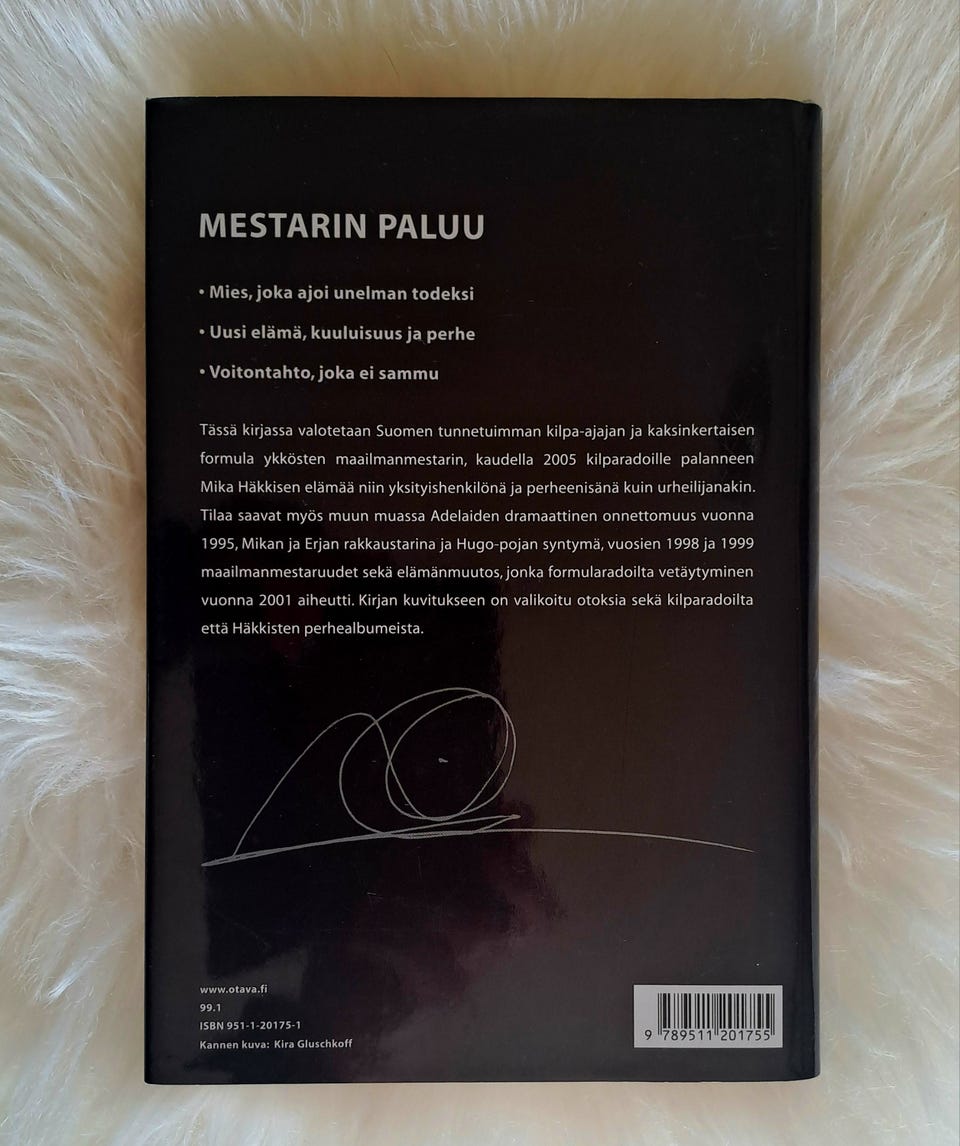 MESTARIN PALUU
• Mies, joka ajoi unelman todeksi
• Uusi elämä, kuuluisuus ja perhe
• Voitontahto, joka ei sammu
Tässä kirjassa valotetaan Suomen tunnetuimman kilpa-ajajan ja kaksinkertaisen
formula ykkösten maailmanmestarin, kaudella 2005 kilparadoille palanneen
Mika Häkkisen elämää niin yksityishenkilönä ja perheenisänä kuin urheilijanakin.
Tilaa saavat myös muun muassa Adelaiden dramaattinen onnettomuus vuonna
1995, Mikan ja Erjan rakkaustarina ja Hugo-pojan syntymä, vuosien 1998 ja 1999
maailmanmestaruudet sekä elämänmuutos, jonka formularadoilta vetäytyminen
vuonna 2001 aiheutti. Kirjan kuvitukseen on valikoitu otoksia sekä kilparadoilta
että Häkkisten perhealbumeista.
www.otava.fi
99.1
ISBN 951-1-20175-1
Kannen kuva: Kira Gluschkoff
9 789511 201755